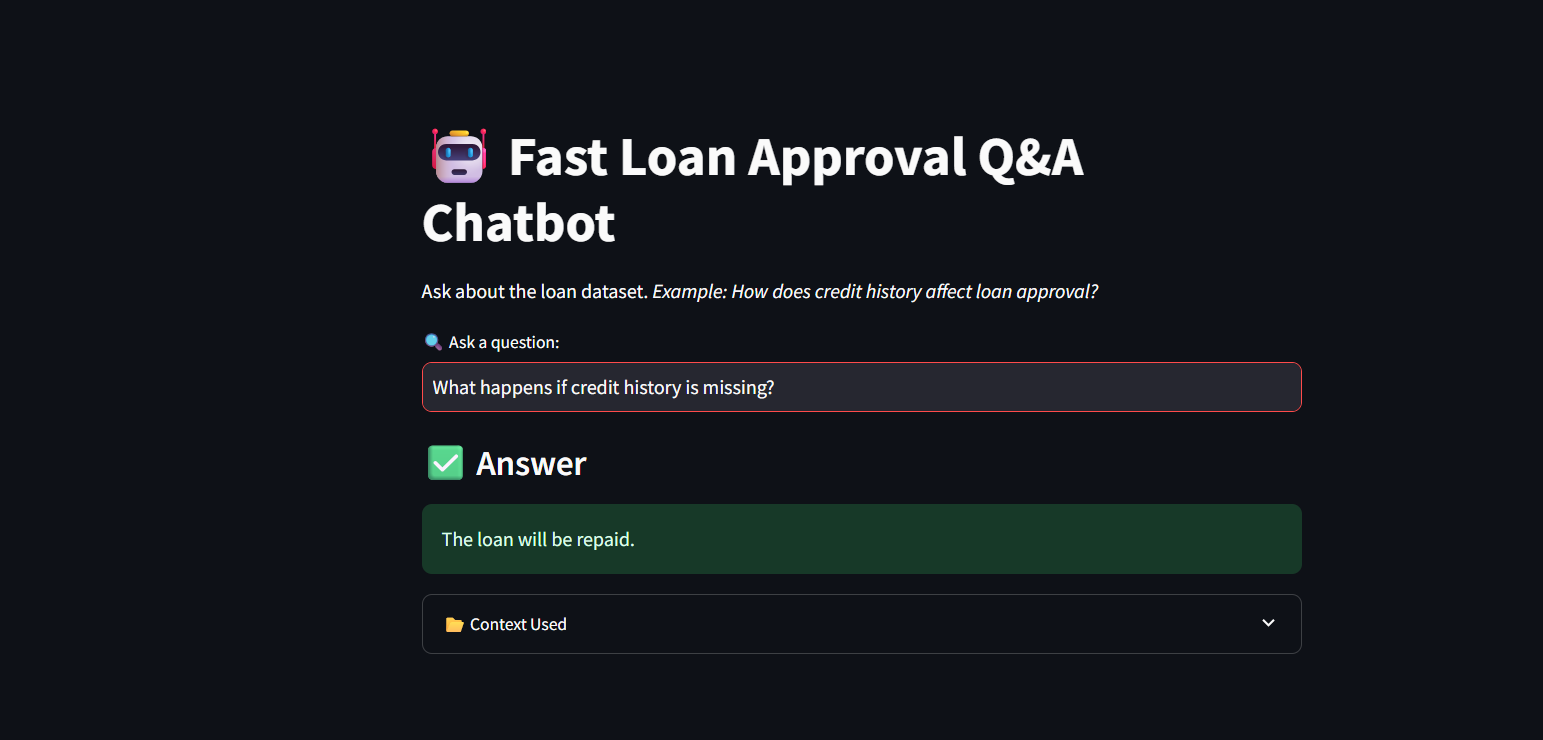 Fast Loan Approval Q&A
Chatbot
Ask about the loan dataset. Example: How does credit history affect loan approval?
Ask a question:
What happens if credit history is missing?
Answer
The loan will be repaid.
Context Used